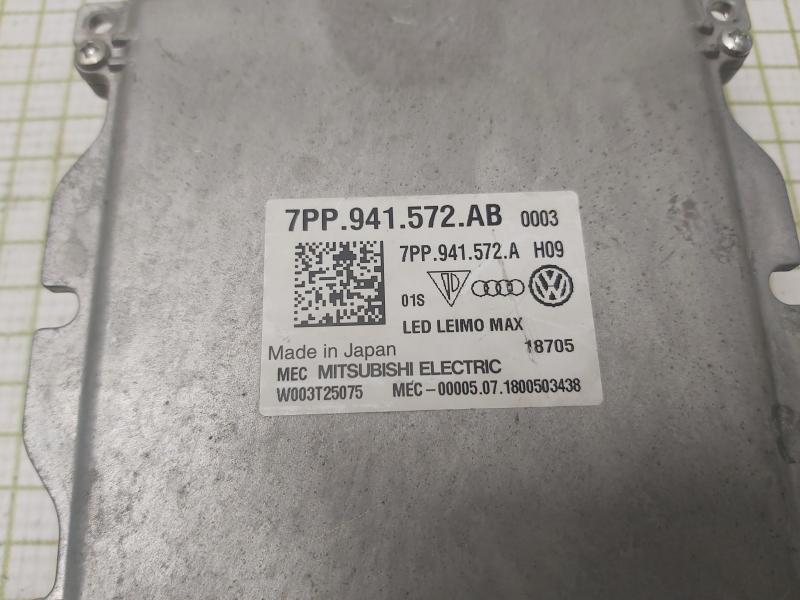 7PP.941.572.AB 0003
7PP.941.572.A H09
01S
LED LEIMO MAX
Made in Japan 18705
MEC MITSUBISHI ELECTRIC
W003T25075 MEC-00005.07.1800503438